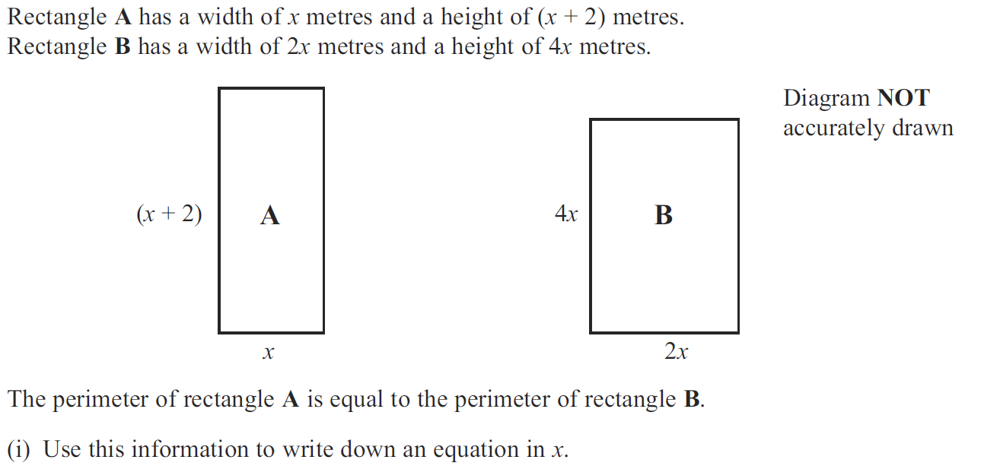 Rectangle A has a width of x metres and a height of (x + 2) metres.
Rectangle B has a width of 2x metres and a height of 4x metres.
Diagram NOT
accurately drawn
(x + 2)
A
x
4x
B
2x
The perimeter of rectangle A is equal to the perimeter of rectangle B.
(i) Use this information to write down an equation in x.